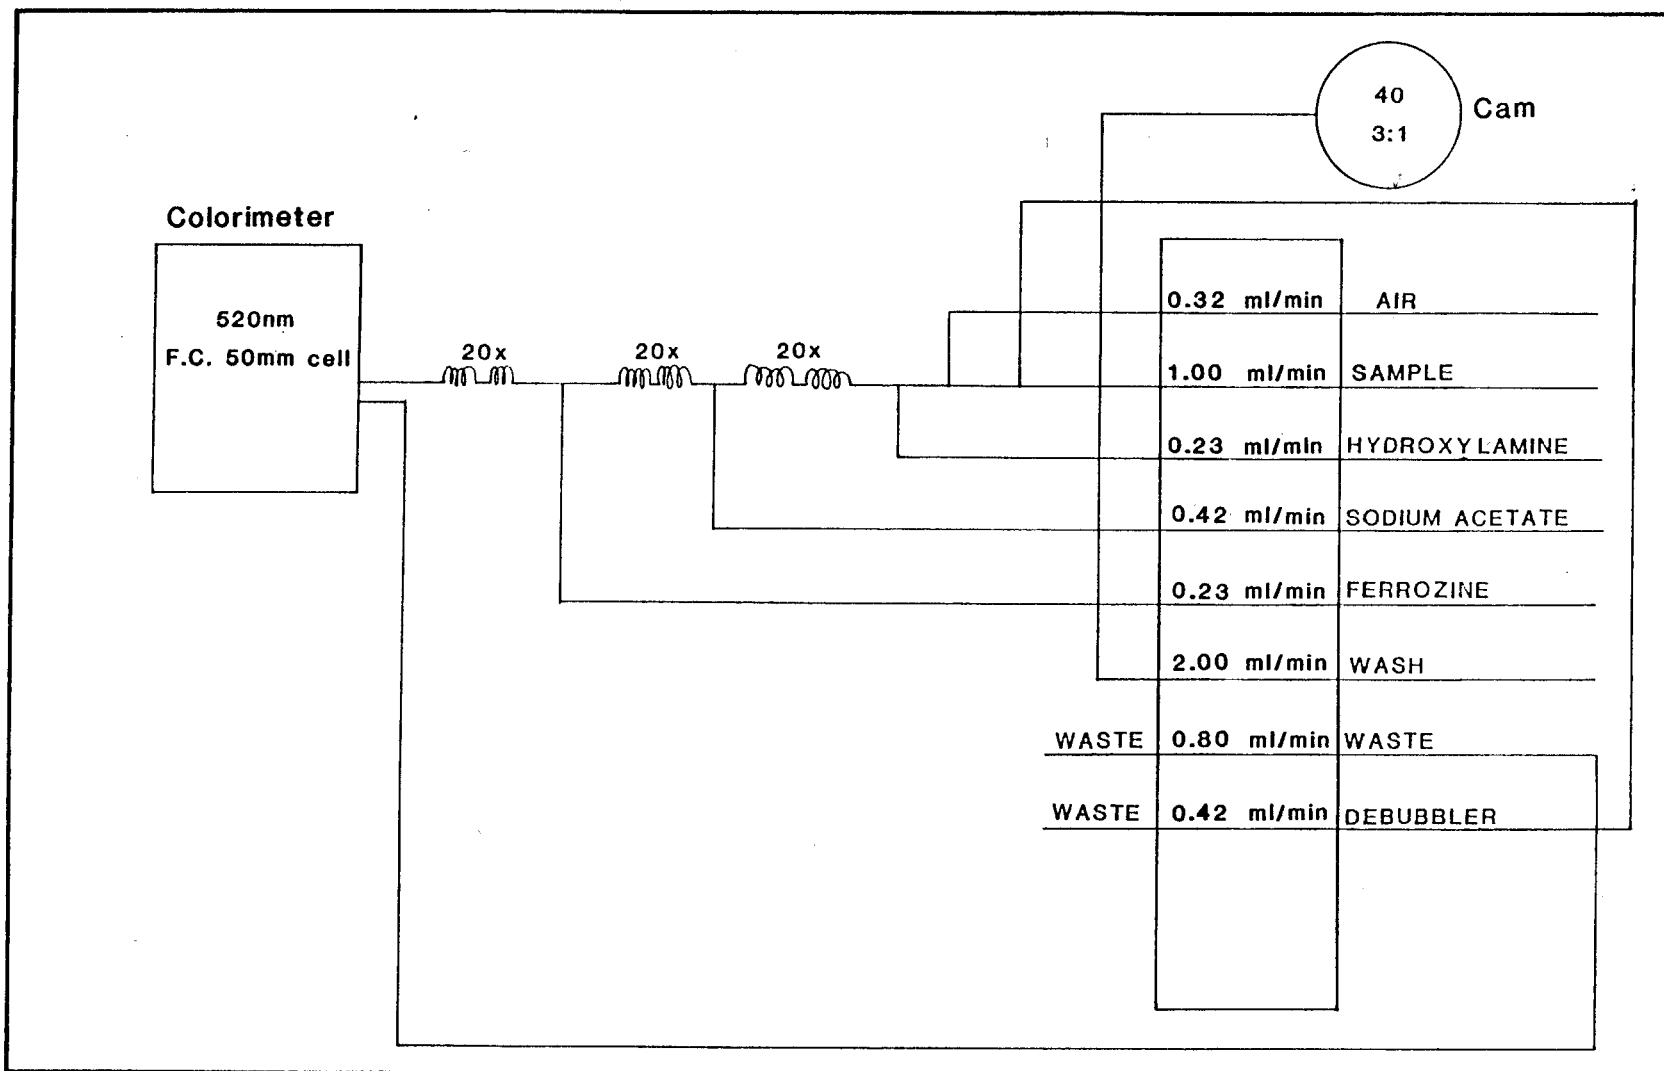 40
3:1
Cam
Colorimeter
520nm
F.C. 50mm cell
20x
20x
20x
0.32 ml/min AIR
1.00 ml/min SAMPLE
0.23 ml/min HYDROXYLAMINE
0.42 ml/min SODIUM ACETATE
0.23 ml/min FERROZINE
2.00 ml/min WASH
WASTE 0.80 ml/min WASTE
WASTE 0.42 ml/min DEBUBBLER